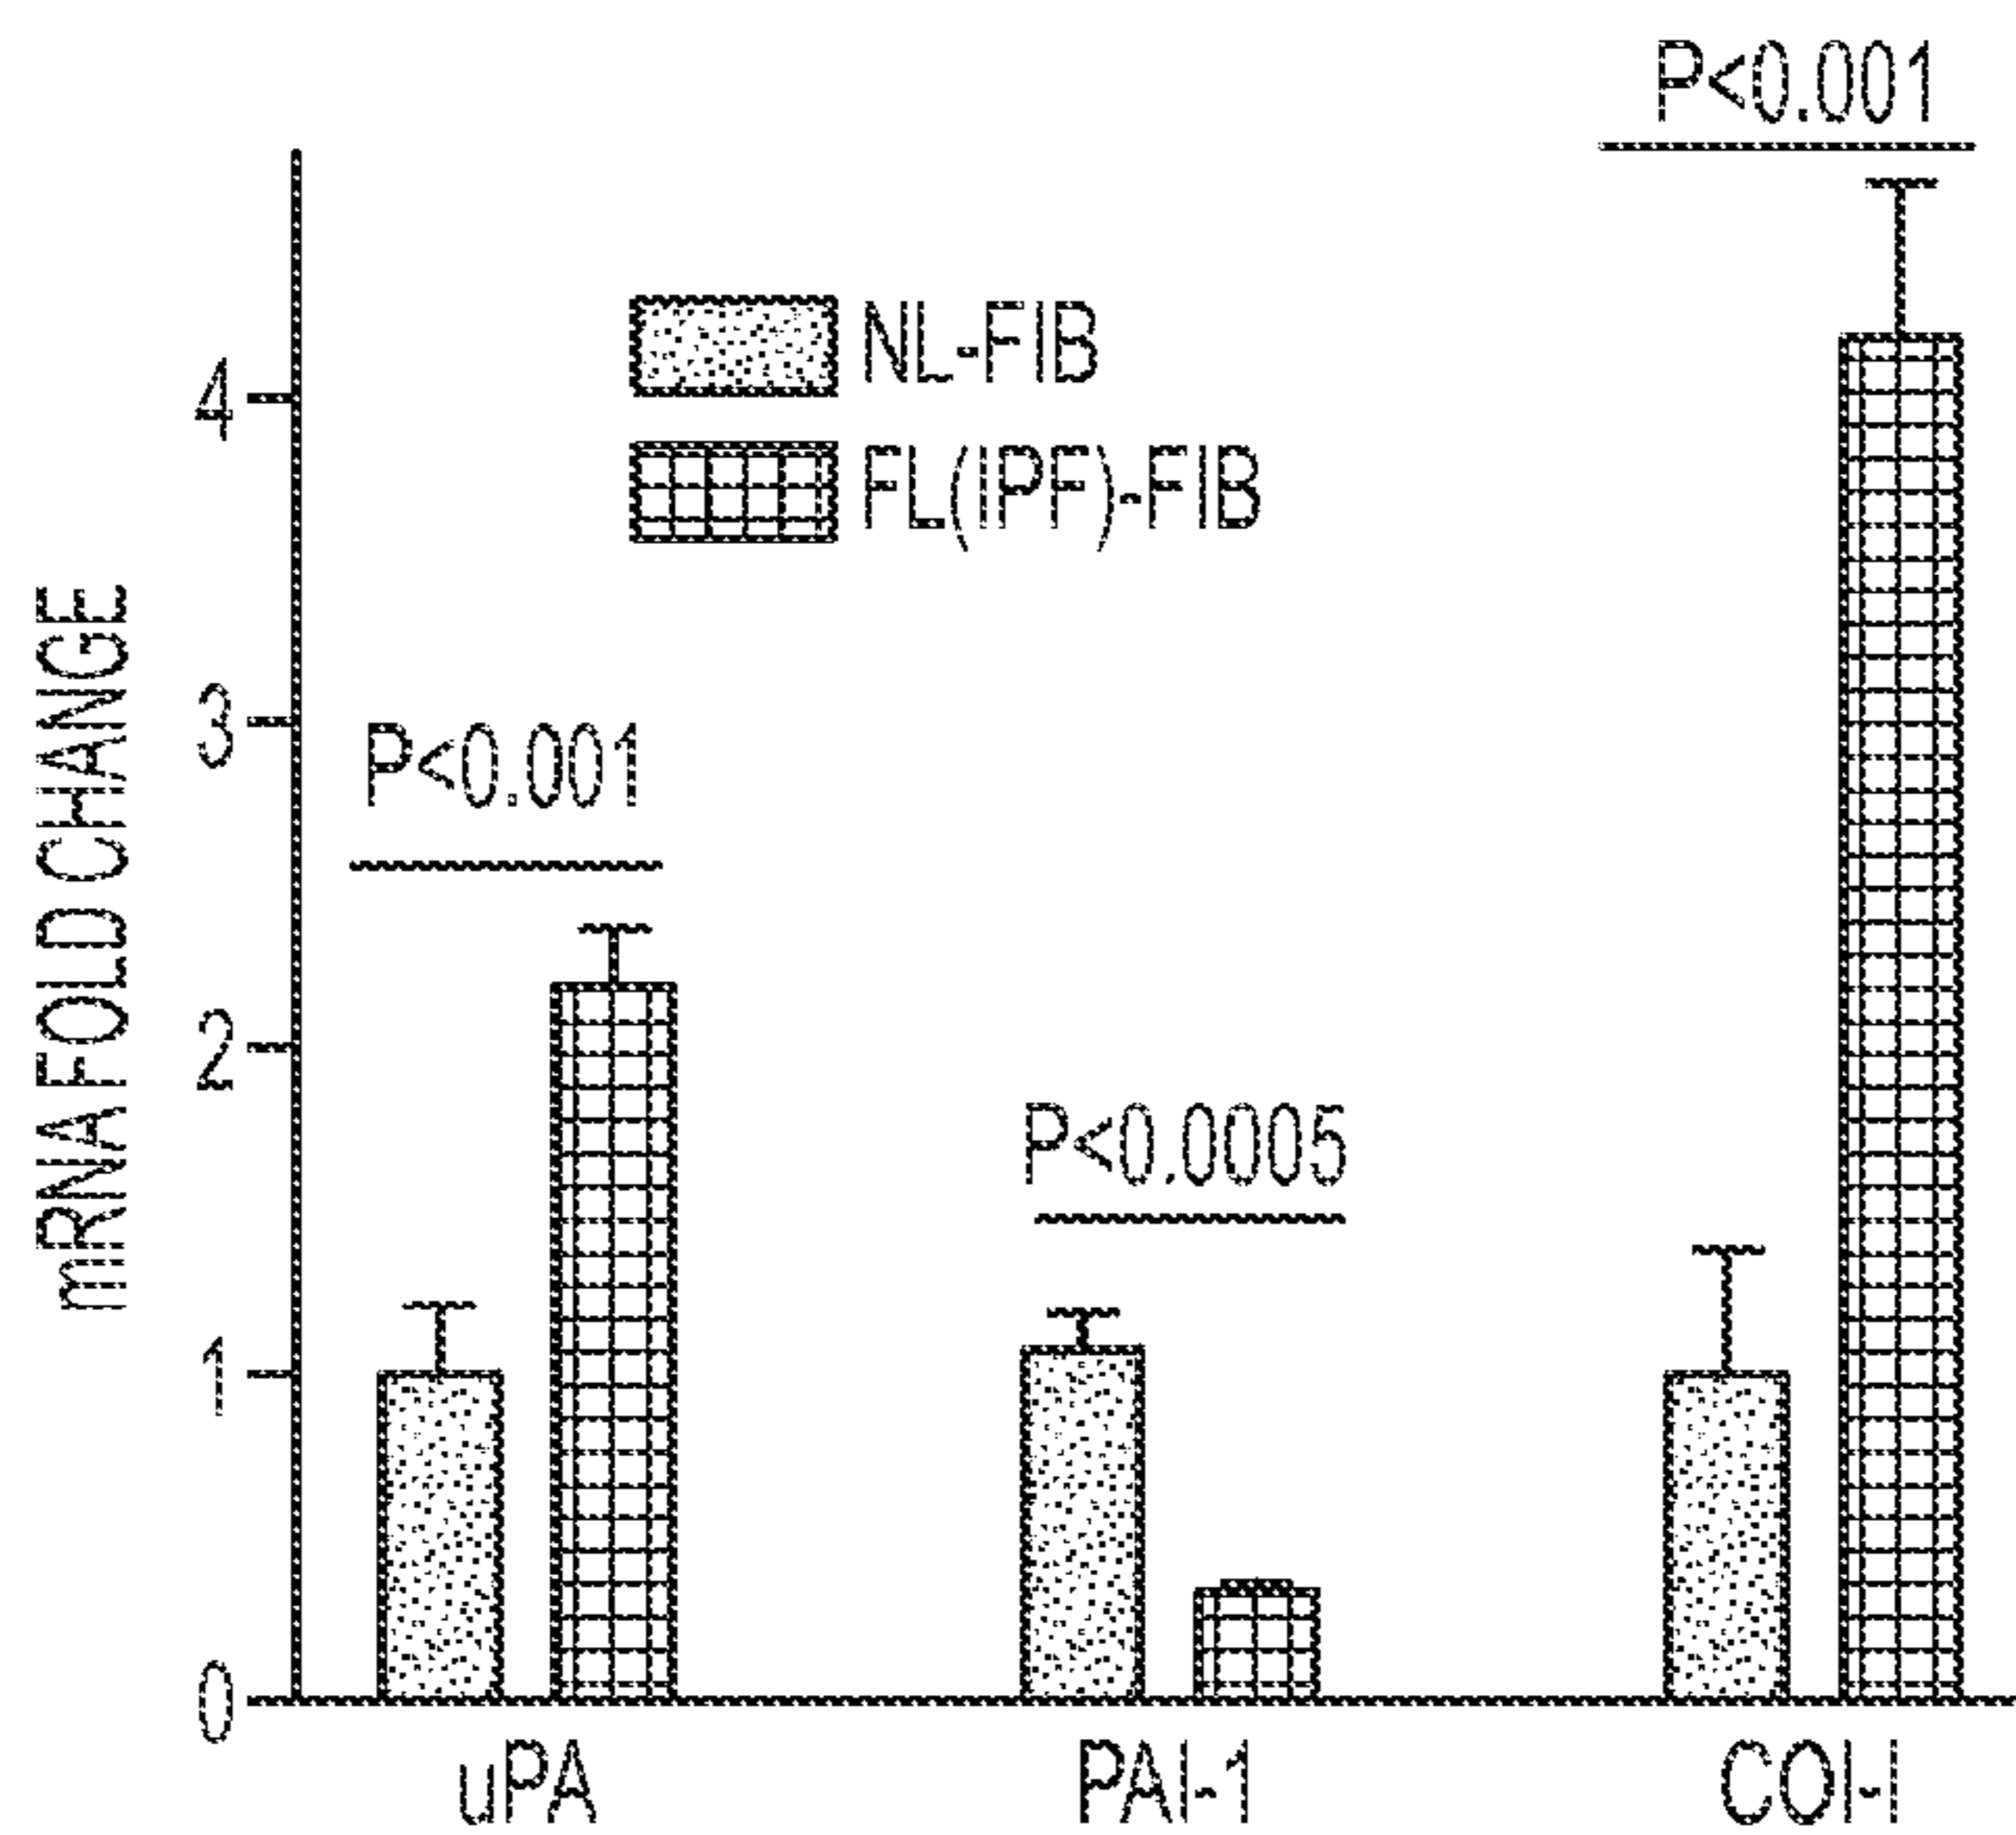 P<0.001
NL-FIB
FL(IPF)-FIB
4
3
2
1
0
mRNA FOLD CHANGE
P<0.001
P<0.0005
uPA
PAI-1
COl-I